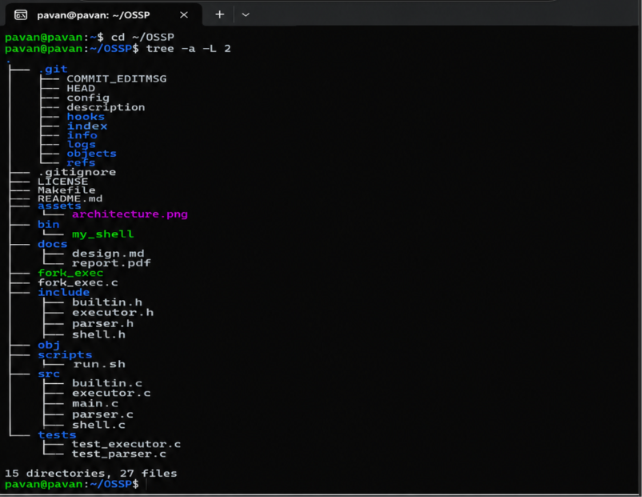 pavan@pavan: ~/OSSP × + ⌄
pavan@pavan:~$ cd ~/OSSP
pavan@pavan:~/OSSP$ tree -a -L 2
.
├── .git
│   ├── COMMIT_EDITMSG
│   ├── HEAD
│   ├── config
│   ├── description
│   ├── hooks
│   ├── index
│   ├── info
│   ├── logs
│   ├── objects
│   └── refs
├── .gitignore
├── LICENSE
├── Makefile
├── README.md
├── assets
│   └── architecture.png
├── bin
│   └── my_shell
├── docs
│   ├── design.md
│   └── report.pdf
├── fork_exec
├── fork_exec.c
├── include
│   ├── builtin.h
│   ├── executor.h
│   ├── parser.h
│   └── shell.h
├── obj
├── scripts
│   └── run.sh
├── src
│   ├── builtin.c
│   ├── executor.c
│   ├── main.c
│   ├── parser.c
│   └── shell.c
└── tests
    ├── test_executor.c
    └── test_parser.c
15 directories, 27 files
pavan@pavan:~/OSSP$